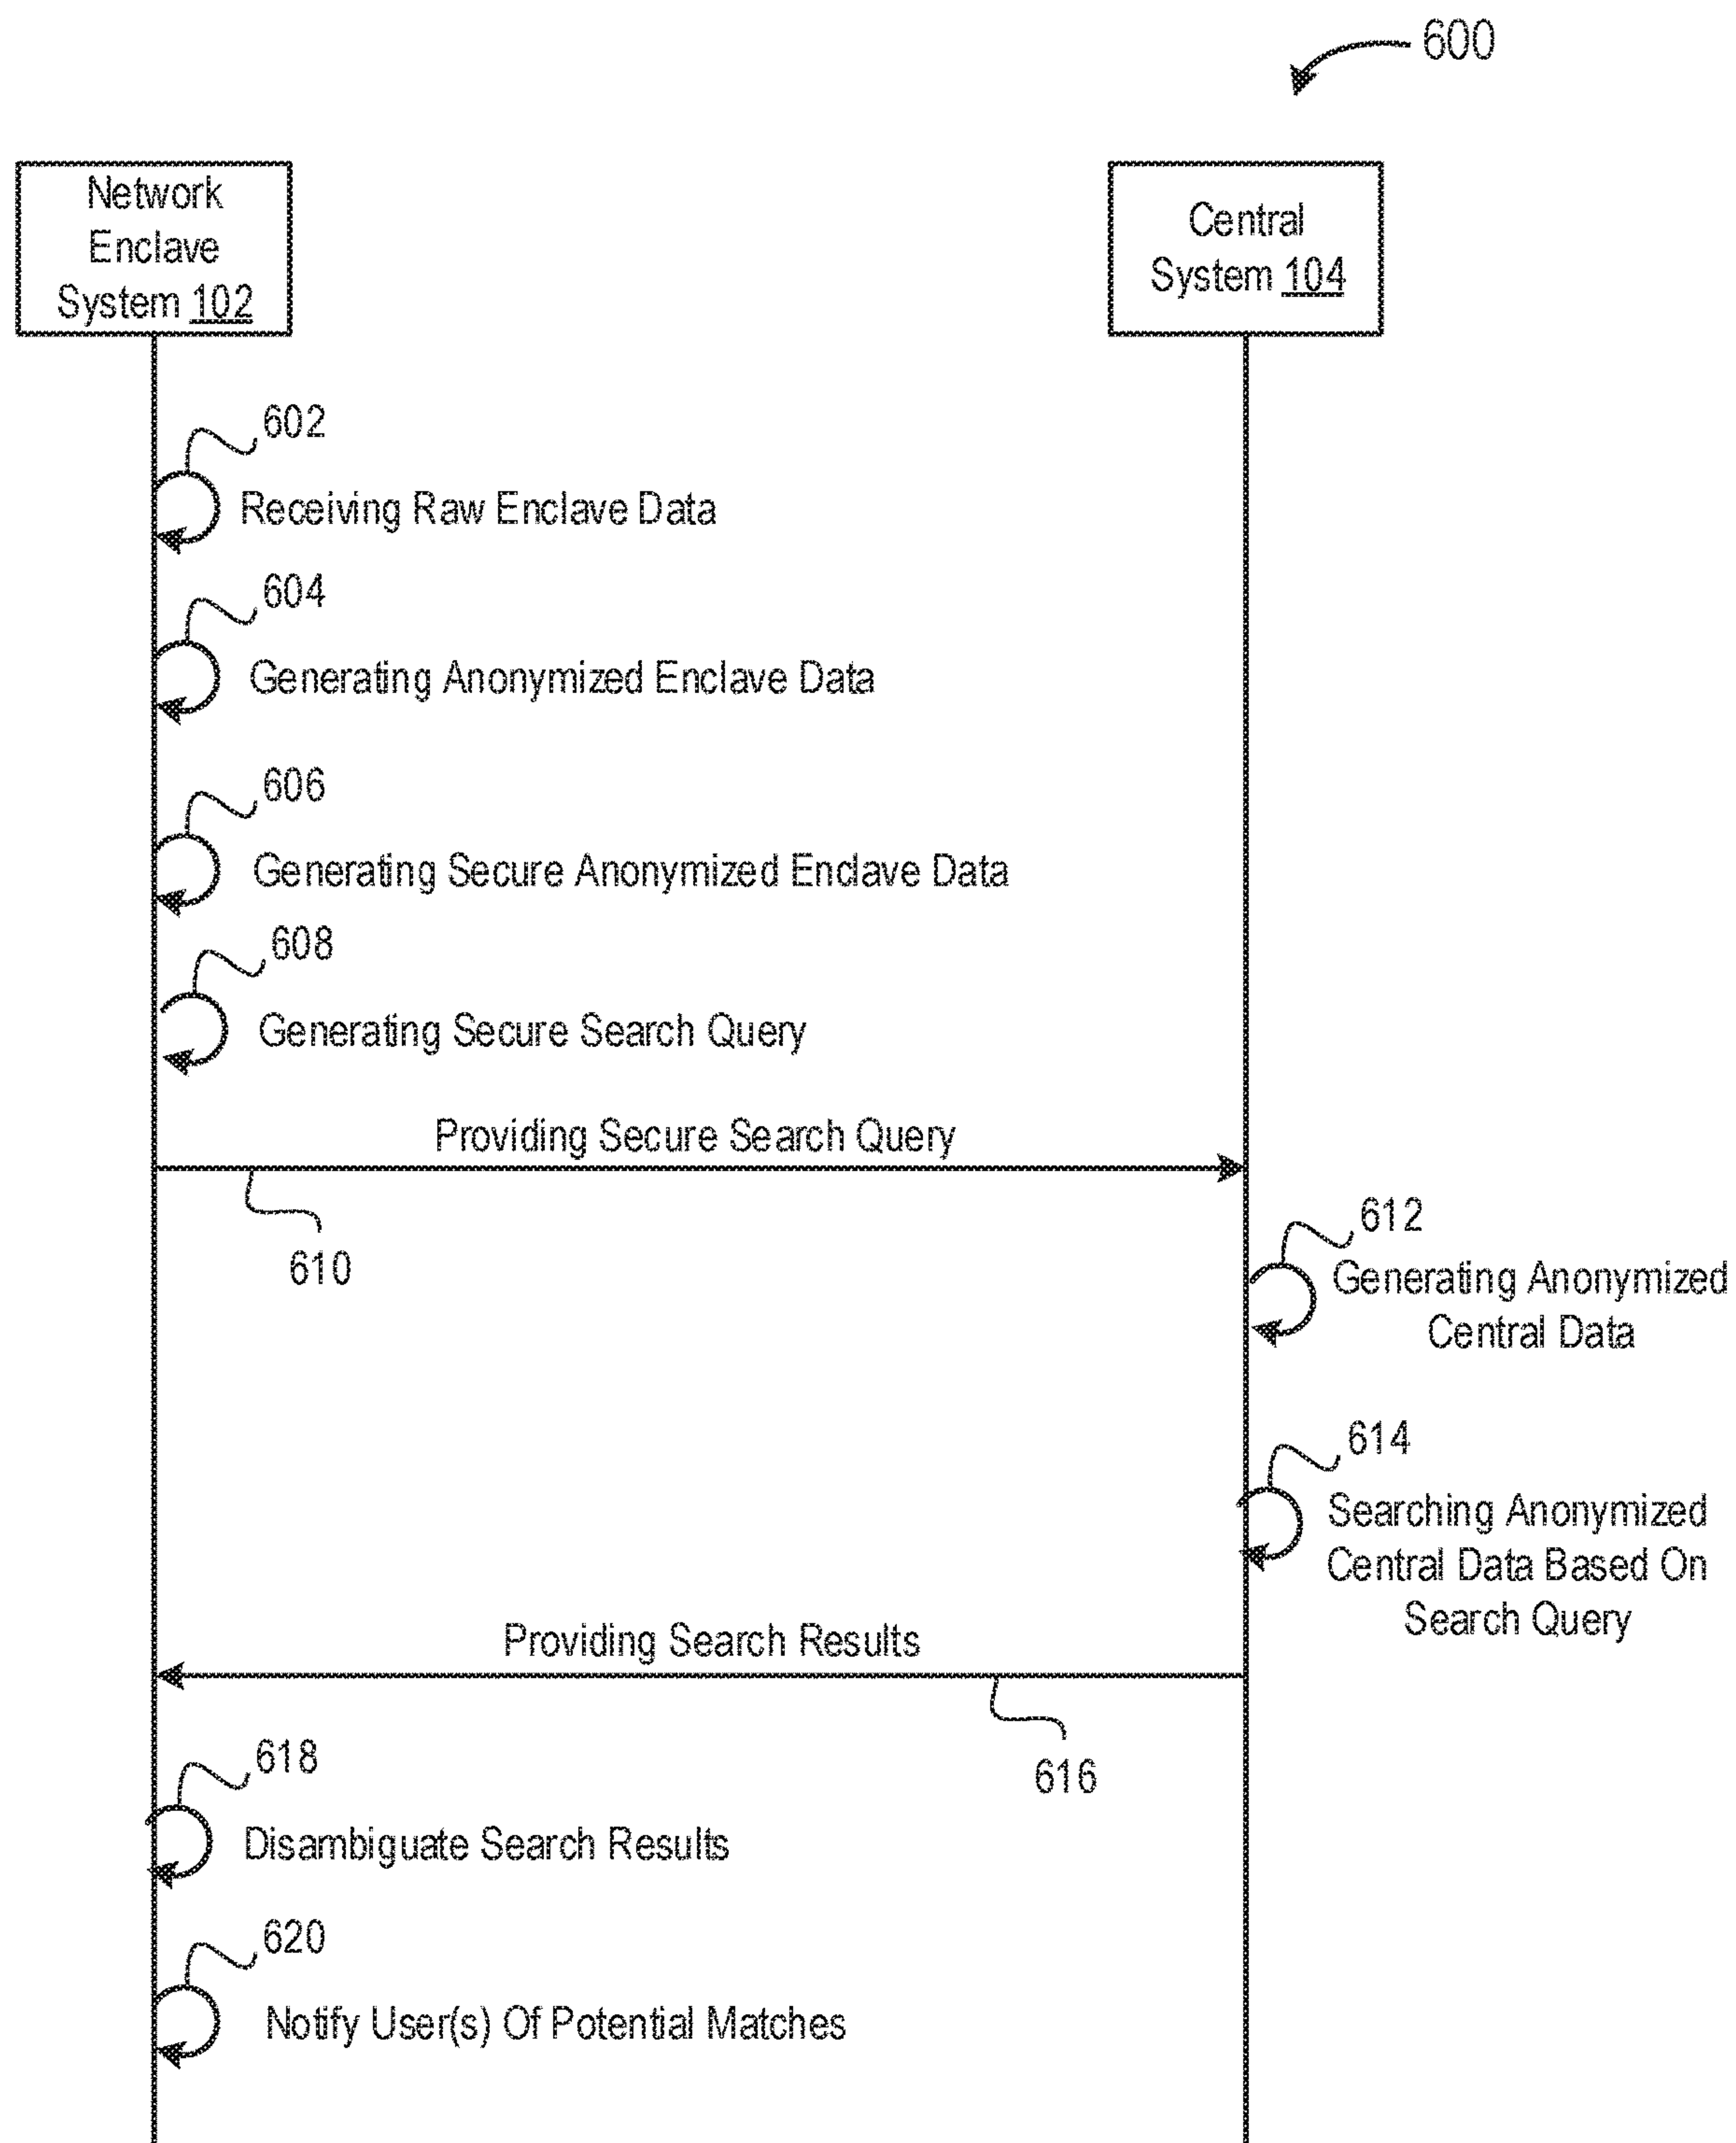 600
Network
Enclave
System 102
Central
System 104
602
Receiving Raw Enclave Data
604
Generating Anonymized Enclave Data
606
Generating Secure Anonymized Enclave Data
608
Generating Secure Search Query
Providing Secure Search Query
610
612
Generating Anonymized
Central Data
614
Searching Anonymized
Central Data Based On
Search Query
Providing Search Results
616
618
Disambiguate Search Results
620
Notify User(s) Of Potential Matches